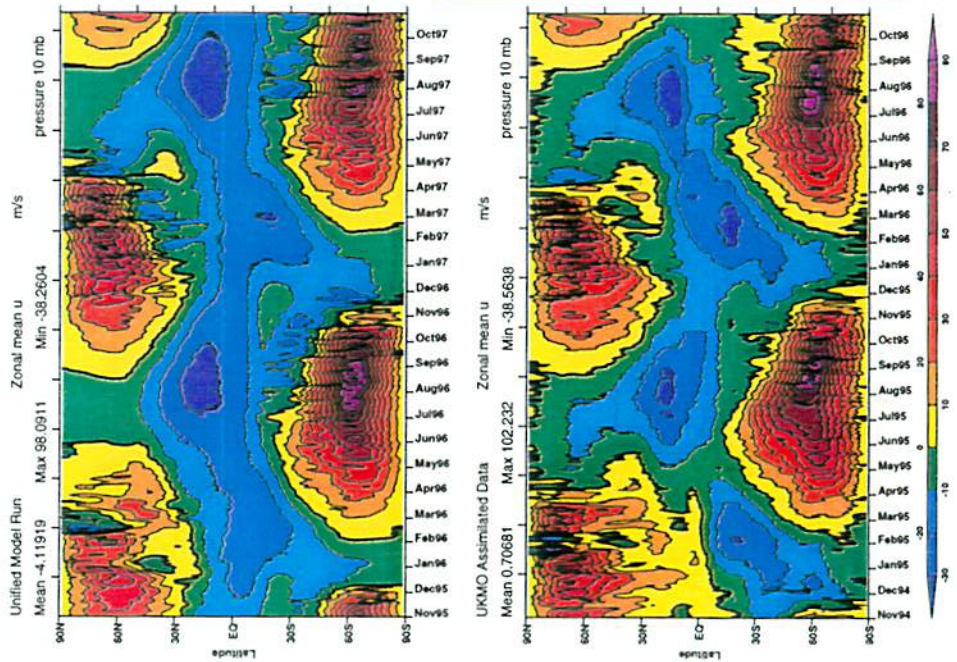 Unified Model Run Zonal mean u m/s pressure 10 mb
Mean -4.11919 Max 98.0911 Min -38.2604
90N
60N
30N
EQ
30S
60S
90S
Latitude
Nov95 Dec95 Jan96 Feb96 Mar96 Apr96 May96 Jun96 Jul96 Aug96 Sep96 Oct96 Nov96 Dec96 Jan97 Feb97 Mar97 Apr97 May97 Jun97 Jul97 Aug97 Sep97 Oct97
UKMO Assimilated Data Zonal mean u m/s pressure 10 mb
Mean 0.70681 Max 102.232 Min -38.5638
90N
60N
30N
EQ
30S
60S
90S
Latitude
Nov94 Dec94 Jan95 Feb95 Mar95 Apr95 May95 Jun95 Jul95 Aug95 Sep95 Oct95 Nov95 Dec95 Jan96 Feb96 Mar96 Apr96 May96 Jun96 Jul96 Aug96 Sep96 Oct96
-30 -20 -10 0 10 20 30 40 50 60 70 80 90